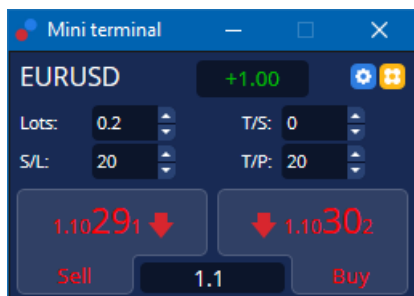 Mini terminal
EURUSD +1.00
Lots: 0.2 T/S: 0
S/L: 20 T/P: 20
1.10291 1.10302
Sell 1.1 Buy